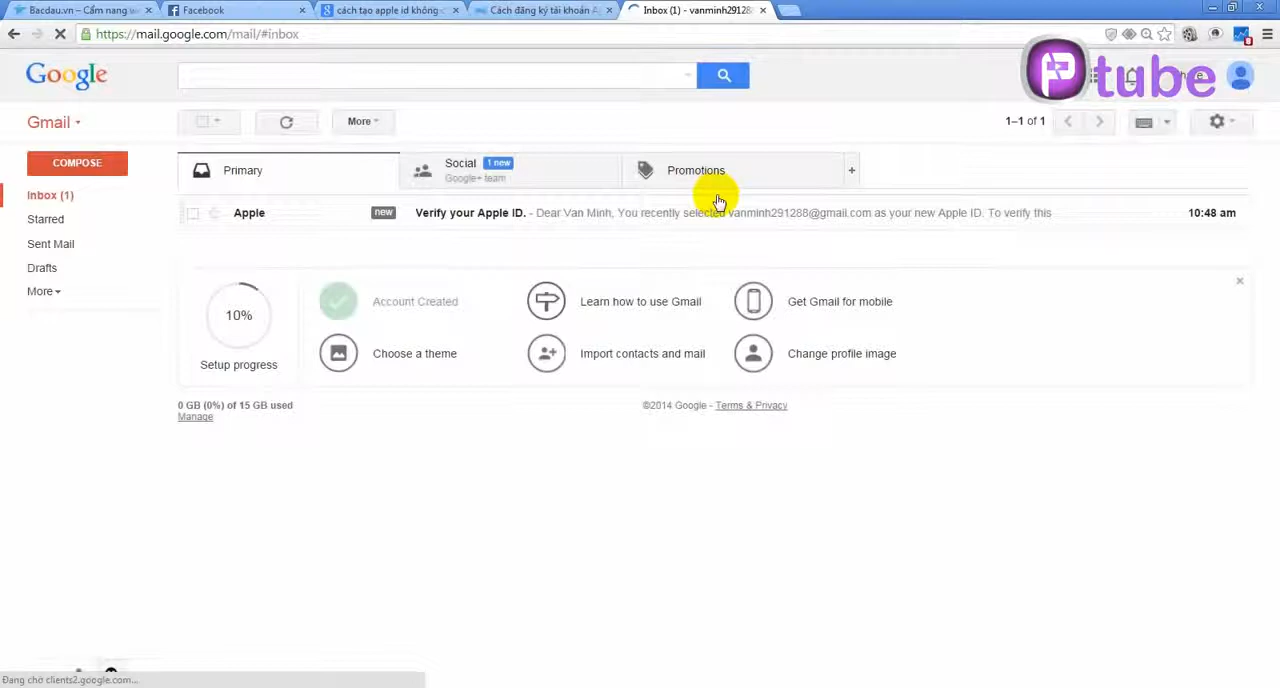 Bacdau.vn – Cẩm nang
Facebook
cách tạo apple id không
Cách đăng ký tài khoản A
Inbox (1) - vanminh29128
https://mail.google.com/mail/#inbox
Google
Ptube
Gmail
More
1–1 of 1
COMPOSE
Primary
Social 1 new
Google+ team
Promotions
+
Inbox (1)
Starred
Sent Mail
Drafts
More
Apple new Verify your Apple ID. - Dear Van Minh, You recently selected vanminh291288@gmail.com as your new Apple ID. To verify this 10:48 am
10%
Setup progress
Account Created
Learn how to use Gmail
Get Gmail for mobile
Choose a theme
Import contacts and mail
Change profile image
0 GB (0%) of 15 GB used
Manage
©2014 Google - Terms & Privacy
Đang chờ clients2.google.com...